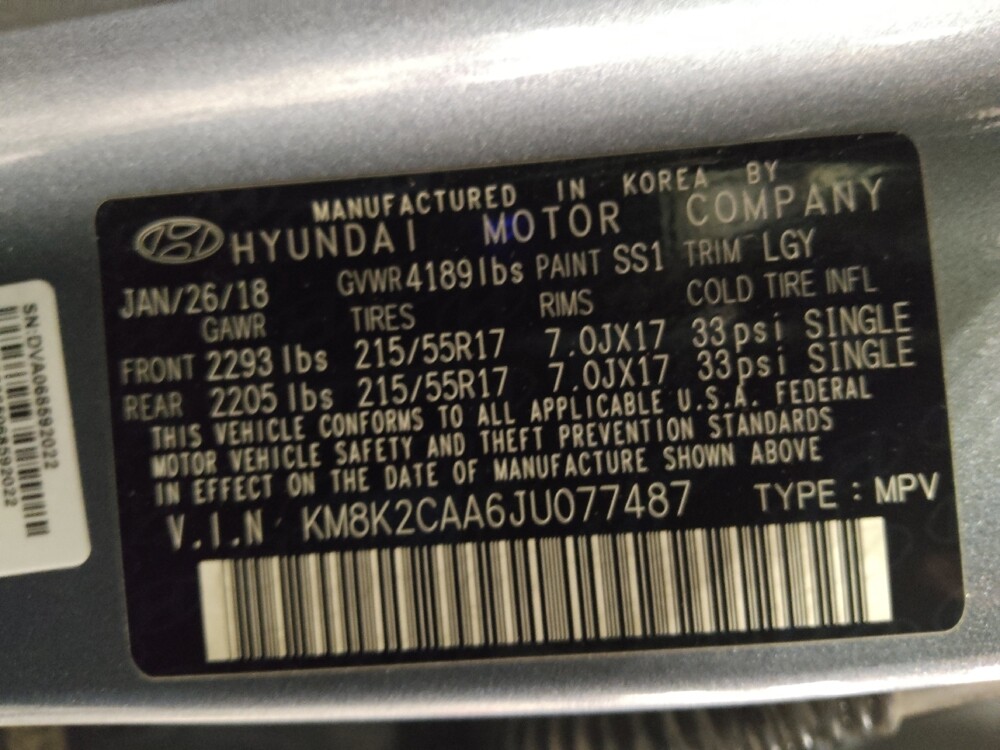 MANUFACTURED IN KOREA BY
HYUNDAI MOTOR COMPANY
JAN/26/18 GVWR4189lbs PAINT SS1 TRIM LGY
GAWR TIRES RIMS COLD TIRE INFL
FRONT 2293 lbs 215/55R17 7.0JX17 33psi SINGLE
REAR 2205 lbs 215/55R17 7.0JX17 33psi SINGLE
THIS VEHICLE CONFORMS TO ALL APPLICABLE U.S.A. FEDERAL
MOTOR VEHICLE SAFETY AND THEFT PREVENTION STANDARDS
IN EFFECT ON THE DATE OF MANUFACTURE SHOWN ABOVE
V.I.N KM8K2CAA6JU077487 TYPE : MPV